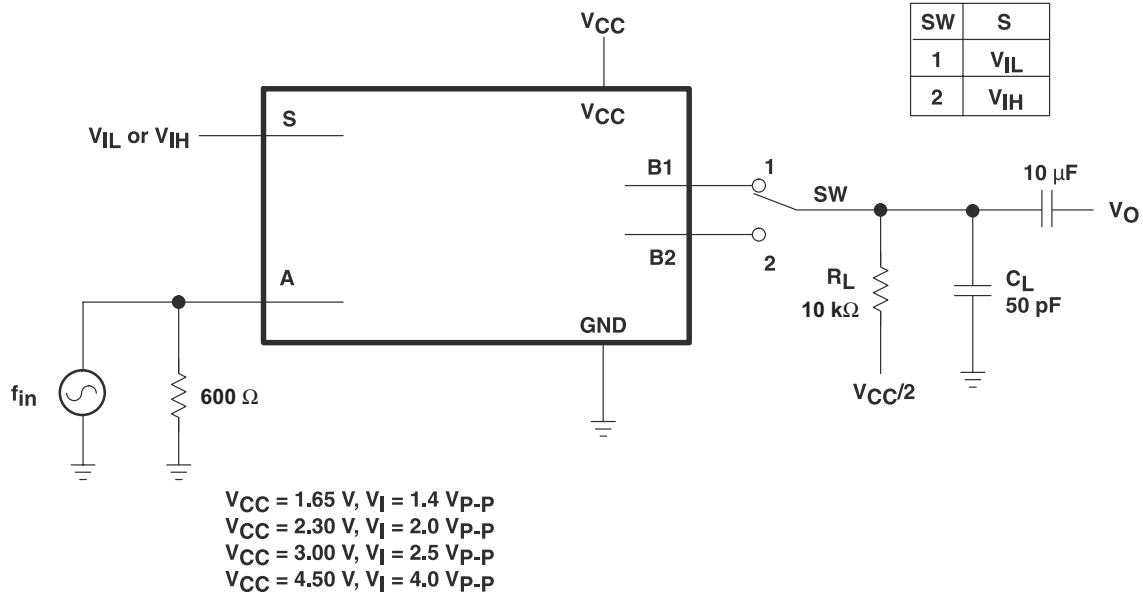 VCC
SW S
1 VIL
2 VIH
VCC
S
VIL or VIH
B1
1
SW
10 μF
VO
B2
2
A
RL
10 kΩ
CL
50 pF
GND
fin
600 Ω
VCC/2
VCC = 1.65 V, VI = 1.4 VP-P
VCC = 2.30 V, VI = 2.0 VP-P
VCC = 3.00 V, VI = 2.5 VP-P
VCC = 4.50 V, VI = 4.0 VP-P